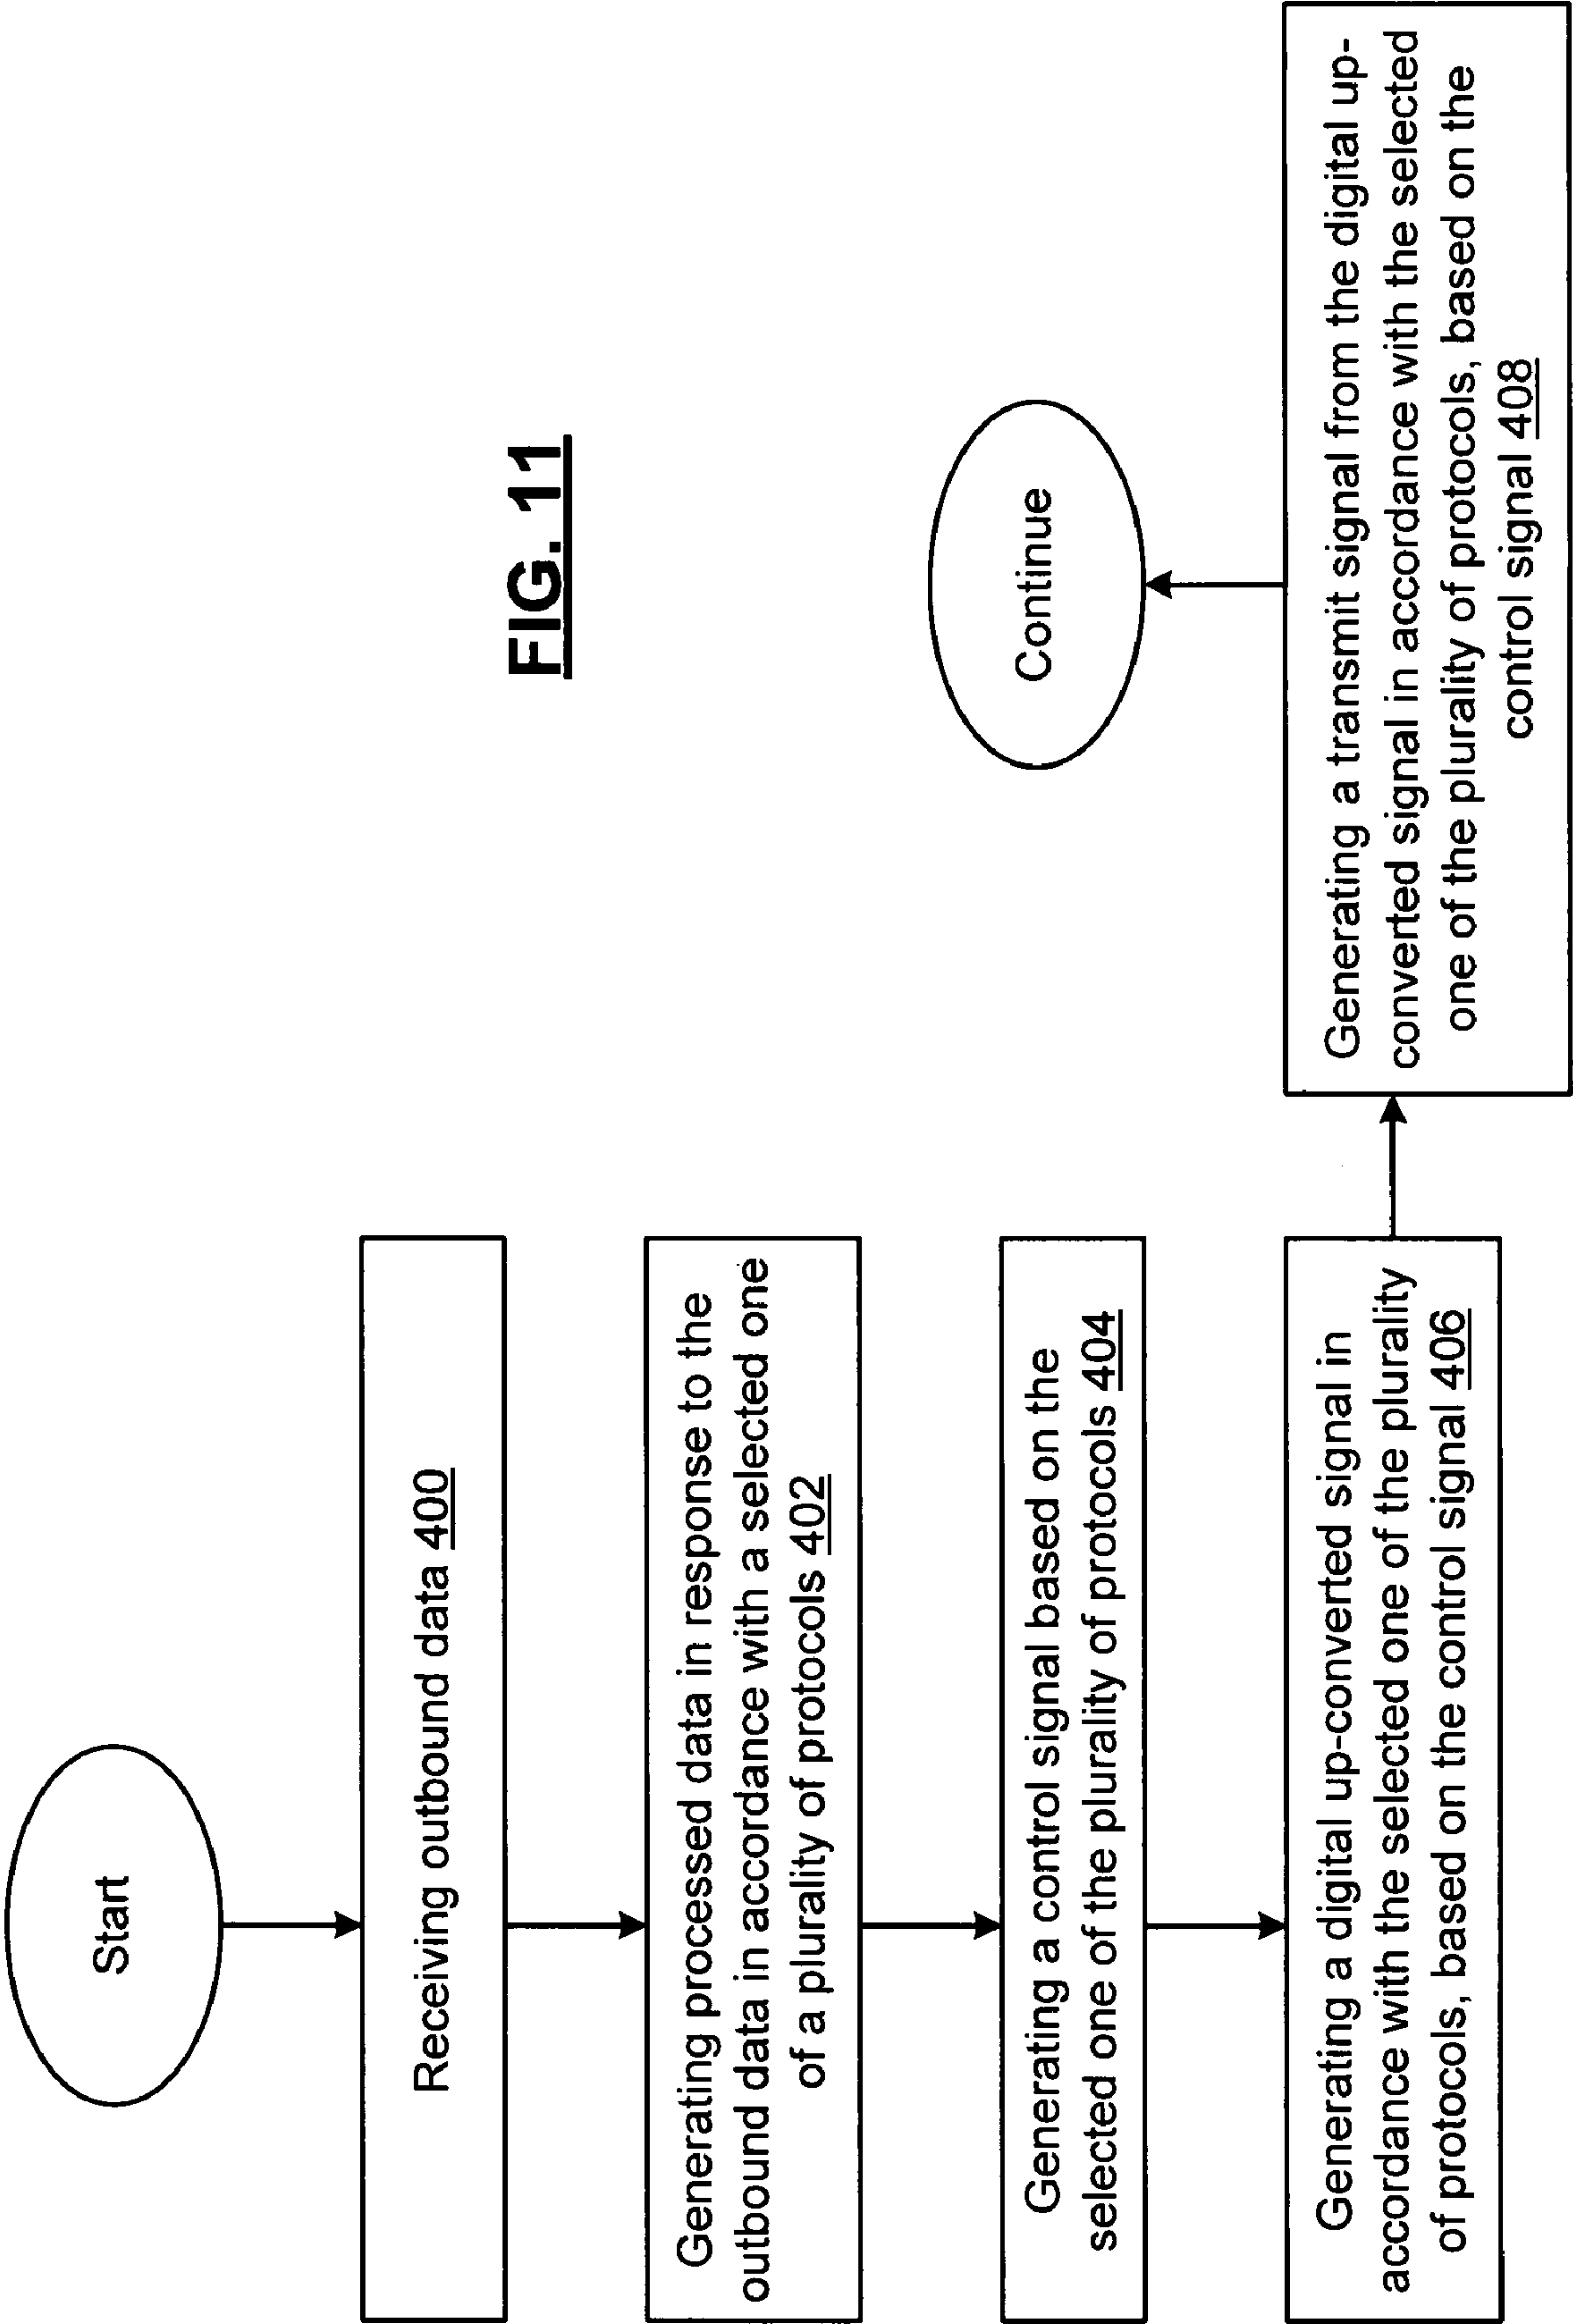 Start
Receiving outbound data 400
Generating processed data in response to the
outbound data in accordance with a selected one
of a plurality of protocols 402
Generating a control signal based on the
selected one of the plurality of protocols 404
Generating a digital up-converted signal in
accordance with the selected one of the plurality
of protocols, based on the control signal 406
Generating a transmit signal from the digital up-
converted signal in accordance with the selected
one of the plurality of protocols, based on the
control signal 408
Continue
FIG. 11